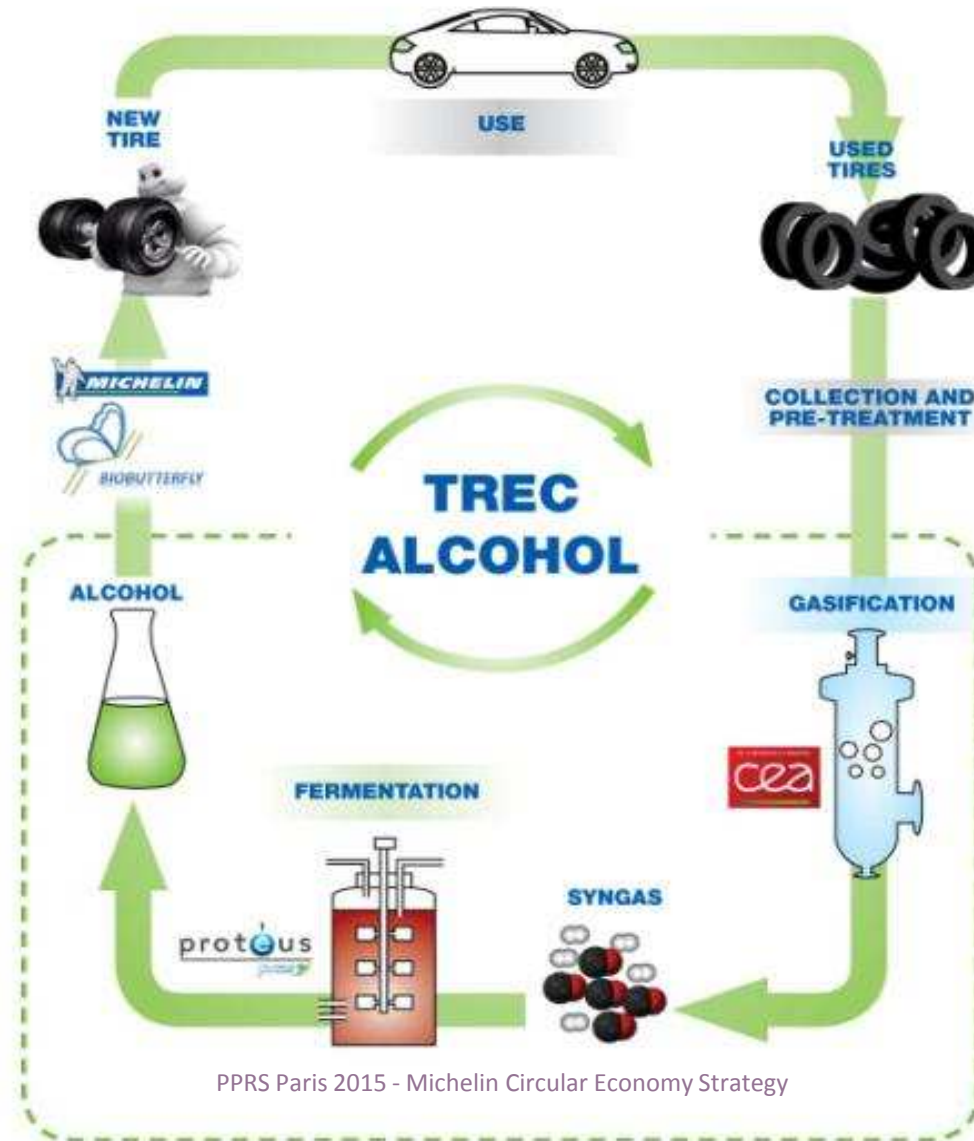 NEW
TIRE
USE
USED
TIRES
MICHELIN
BIOBUTTERFLY
COLLECTION AND
PRE-TREATMENT
TREC
ALCOHOL
ALCOHOL
GASIFICATION
cea
FERMENTATION
SYNGAS
protéus
PPRS Paris 2015 - Michelin Circular Economy Strategy